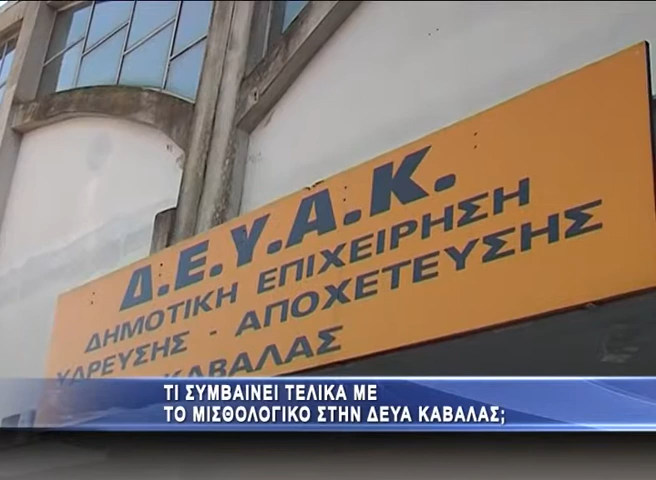 Δ.Ε.Υ.Α.Κ.
ΔΗΜΟΤΙΚΗ ΕΠΙΧΕΙΡΗΣΗ
ΥΔΡΕΥΣΗΣ - ΑΠΟΧΕΤΕΥΣΗΣ
ΚΑΒΑΛΑΣ
ΤΙ ΣΥΜΒΑΙΝΕΙ ΤΕΛΙΚΑ ΜΕ
ΤΟ ΜΙΣΘΟΛΟΓΙΚΟ ΣΤΗΝ ΔΕΥΑ ΚΑΒΑΛΑΣ;